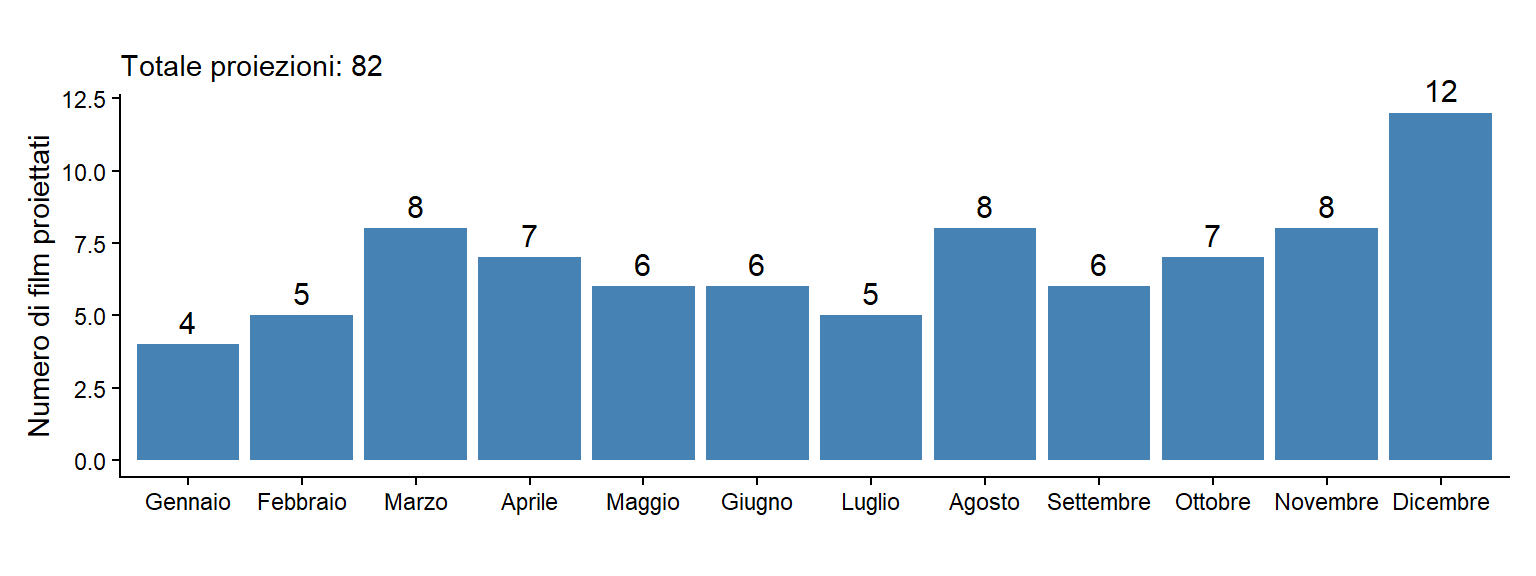 Totale proiezioni: 82
Numero di film proiettati
12.5
10.0
7.5
5.0
2.5
0.0
4
5
8
7
6
6
5
8
6
7
8
12
Gennaio
Febbraio
Marzo
Aprile
Maggio
Giugno
Luglio
Agosto
Settembre
Ottobre
Novembre
Dicembre